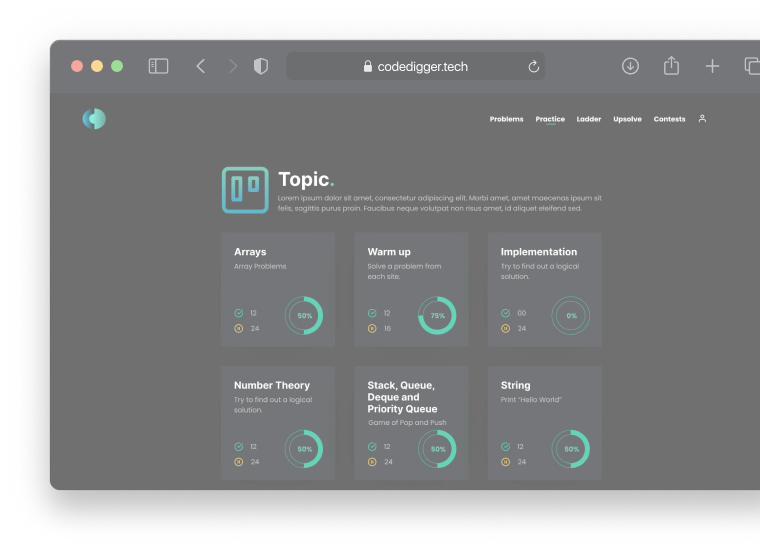 codedigger.tech
Problems Practice Ladder Upsolve Contests
Topic.
Lorem ipsum dolor sit amet, consectetur adipiscing elit. Morbi amet, amet maecenas ipsum sit
felis, sagittis purus proin. Faucibus neque volutpat non risus amet, id aliquet eleifend sed.
Arrays
Array Problems
12
24
50%
Warm up
Solve a problem from
each site.
12
16
75%
Implementation
Try to find out a logical
solution.
00
24
0%
Number Theory
Try to find out a logical
solution.
12
24
50%
Stack, Queue,
Deque and
Priority Queue
Game of Pop and Push
12
24
50%
String
Print "Hello World"
12
24
50%